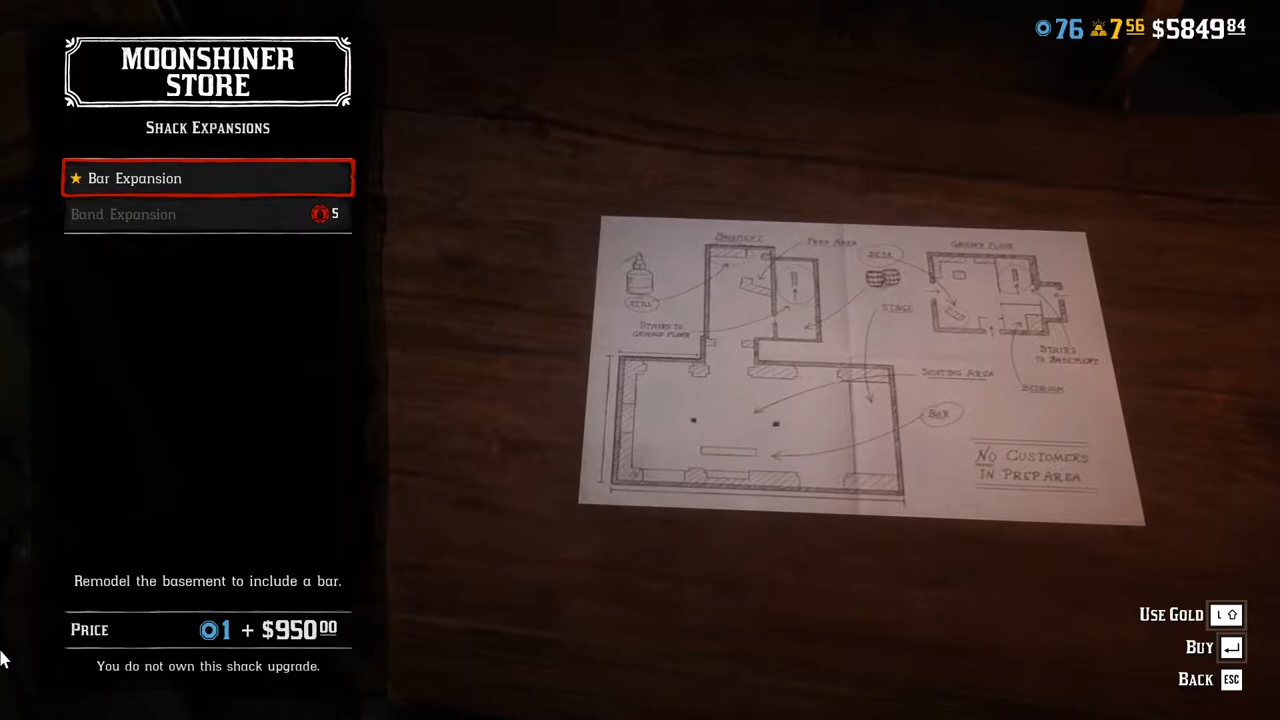 76 7.56 $5849.84
MOONSHINER
STORE
SHACK EXPANSIONS
Bar Expansion
Band Expansion 5
BASEMENT
PREP AREA
DESK
GROUND FLOOR
STILL
STAIRS TO
GROUND FLOOR
STAGE
STAIRS
TO BASEMENT
SEATING AREA
BEDROOM
BAR
NO CUSTOMERS
IN PREP AREA
Remodel the basement to include a bar.
PRICE 1 + $950.00
You do not own this shack upgrade.
USE GOLD L ⇧
BUY ↵
BACK ESC